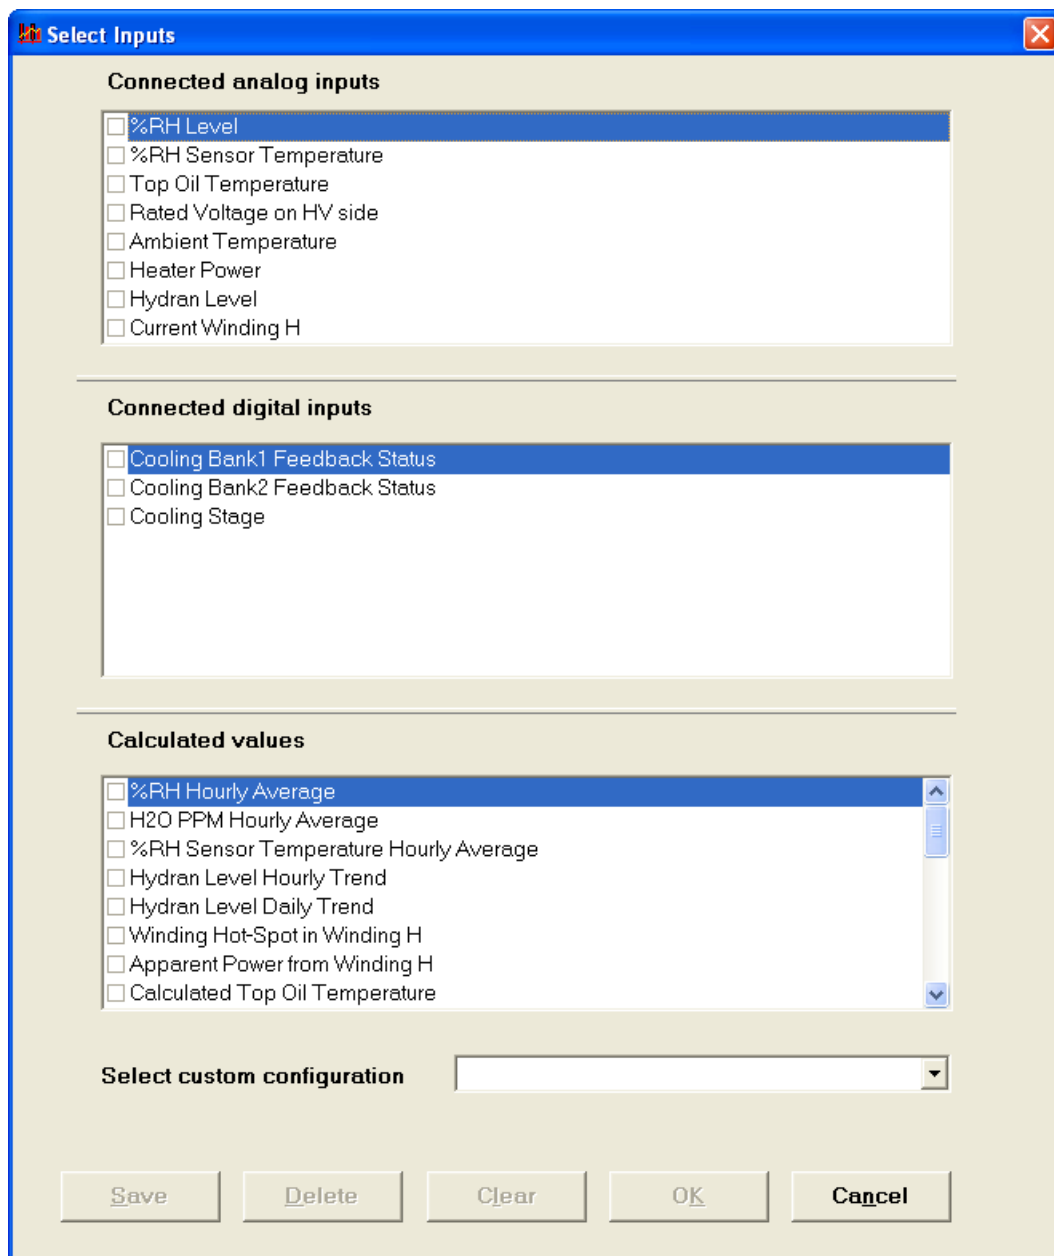 Select Inputs
Connected analog inputs
%RH Level
%RH Sensor Temperature
Top Oil Temperature
Rated Voltage on HV side
Ambient Temperature
Heater Power
Hydran Level
Current Winding H
Connected digital inputs
Cooling Bank1 Feedback Status
Cooling Bank2 Feedback Status
Cooling Stage
Calculated values
%RH Hourly Average
H2O PPM Hourly Average
%RH Sensor Temperature Hourly Average
Hydran Level Hourly Trend
Hydran Level Daily Trend
Winding Hot-Spot in Winding H
Apparent Power from Winding H
Calculated Top Oil Temperature
Select custom configuration
Save Delete Clear OK Cancel